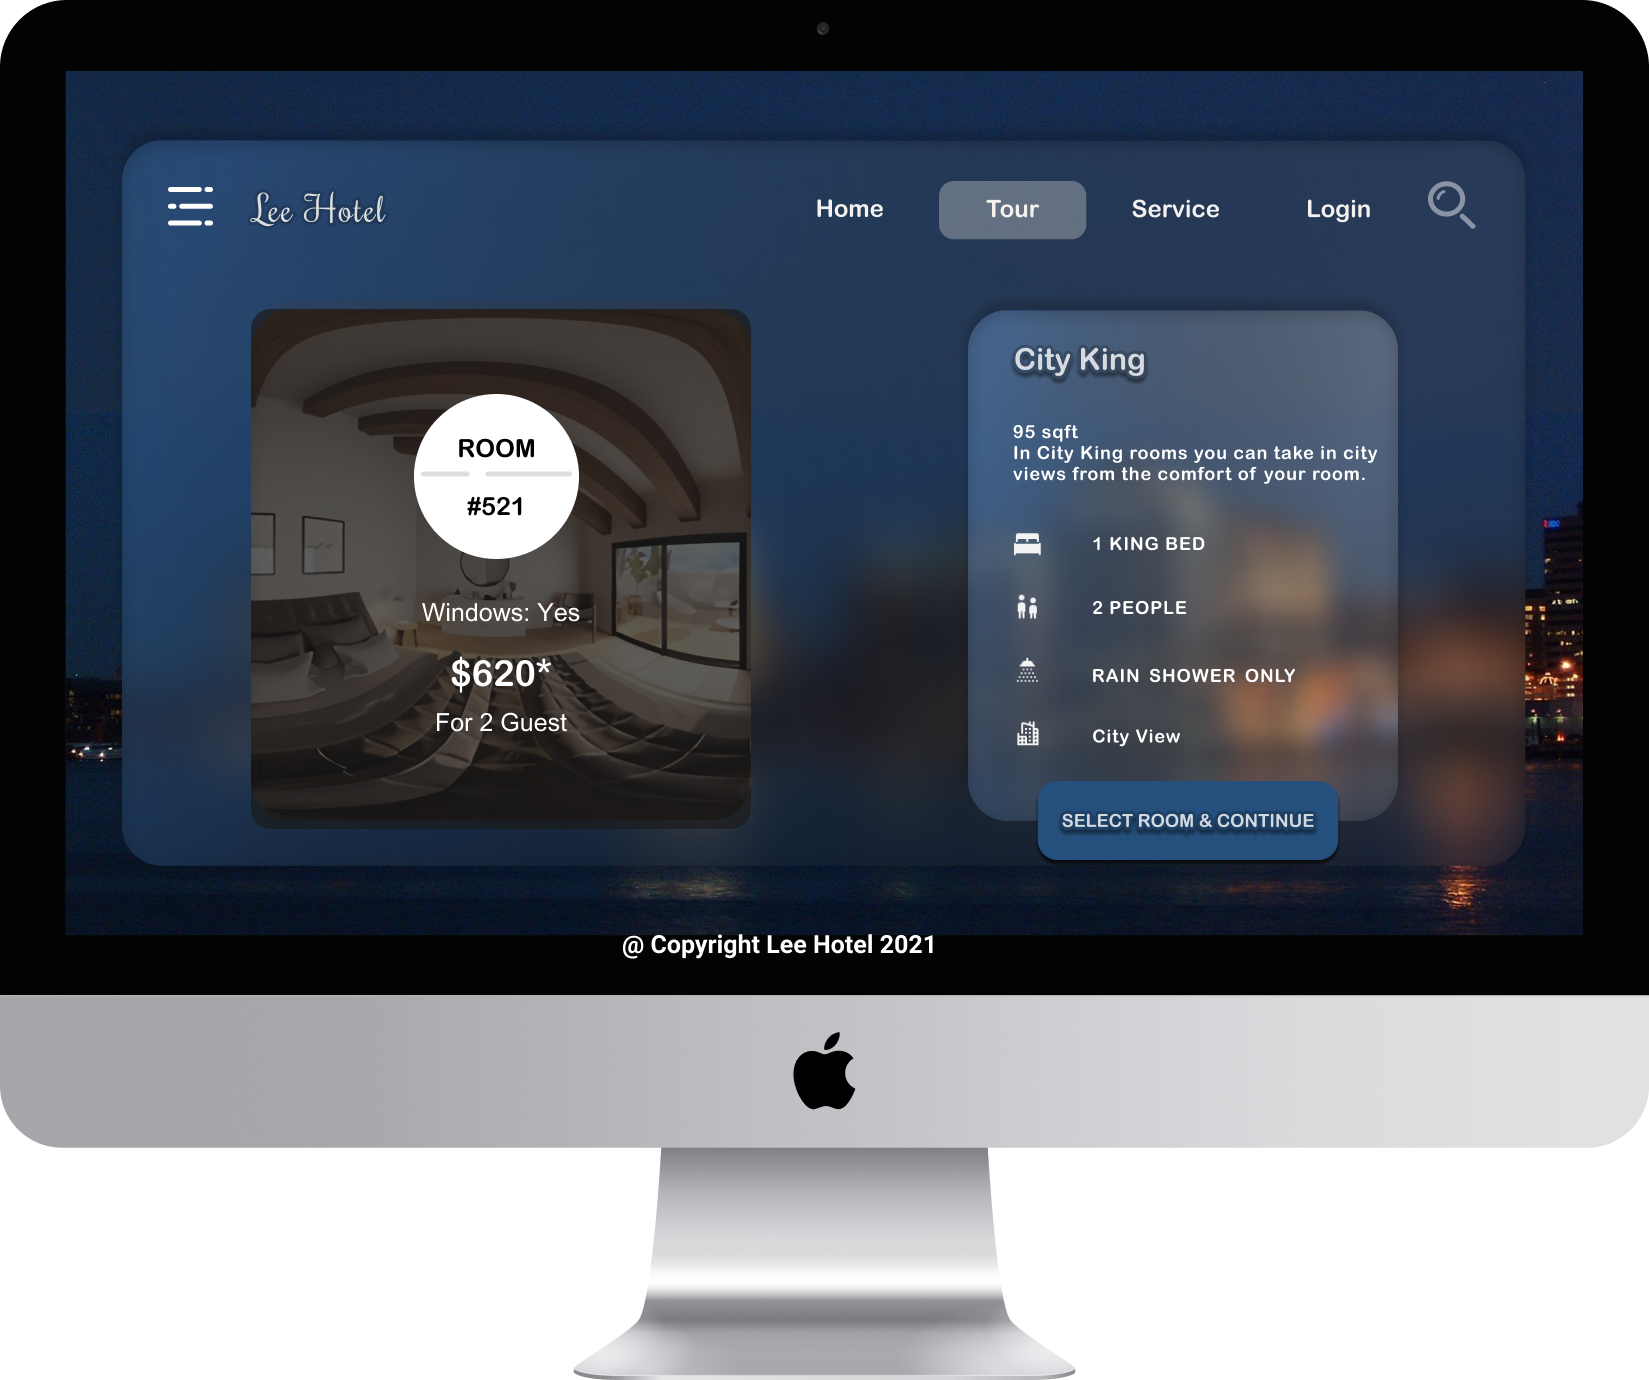 Lee Hotel
Home
Tour
Service
Login
ROOM
#521
Windows: Yes
$620*
For 2 Guest
City King
95 sqft
In City King rooms you can take in city
views from the comfort of your room.
1 KING BED
2 PEOPLE
RAIN SHOWER ONLY
City View
SELECT ROOM & CONTINUE
@ Copyright Lee Hotel 2021